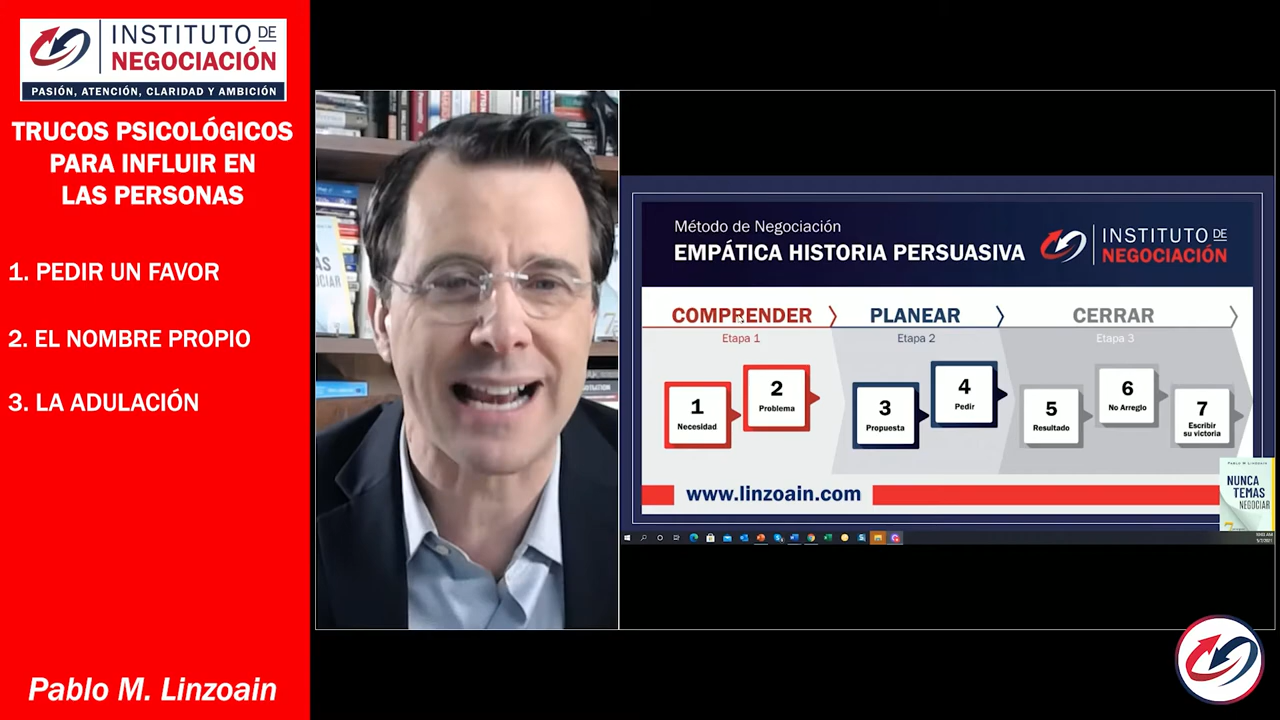 INSTITUTO DE
NEGOCIACIÓN
PASIÓN, ATENCIÓN, CLARIDAD Y AMBICIÓN
TRUCOS PSICOLÓGICOS
PARA INFLUIR EN
LAS PERSONAS
1. PEDIR UN FAVOR
2. EL NOMBRE PROPIO
3. LA ADULACIÓN
Pablo M. Linzoain
Método de Negociación
EMPÁTICA HISTORIA PERSUASIVA
INSTITUTO DE
NEGOCIACIÓN
COMPRENDER
PLANEAR
CERRAR
Etapa 1
Etapa 2
Etapa 3
1
Necesidad
2
Problema
3
Propuesta
4
Pedir
5
Resultado
6
No Arreglo
7
Escribir
su victoria
www.linzoain.com
PABLO M. LINZOAIN
NUNCA
TEMAS
NEGOCIAR